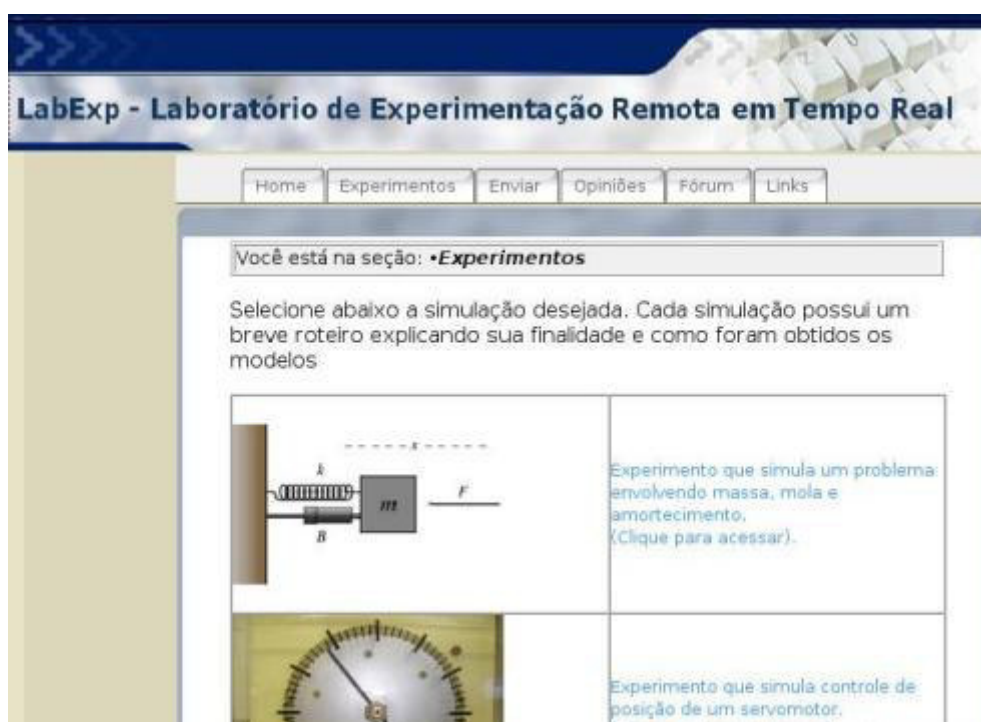 LabExp - Laboratório de Experimentação Remota em Tempo Real
Home Experimentos Enviar Opiniões Fórum Links
Você está na seção: •Experimentos
Selecione abaixo a simulação desejada. Cada simulação possui um
breve roteiro explicando sua finalidade e como foram obtidos os
modelos
x
k
m
F
B
Experimento que simula um problema
envolvendo massa, mola e
amortecimento.
(Clique para acessar).
Experimento que simula controle de
posição de um servomotor.